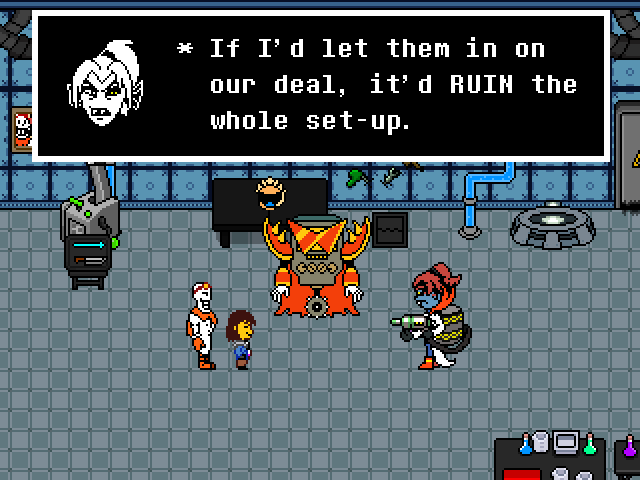 * If I'd let them in on
our deal, it'd RUIN the
whole set-up.